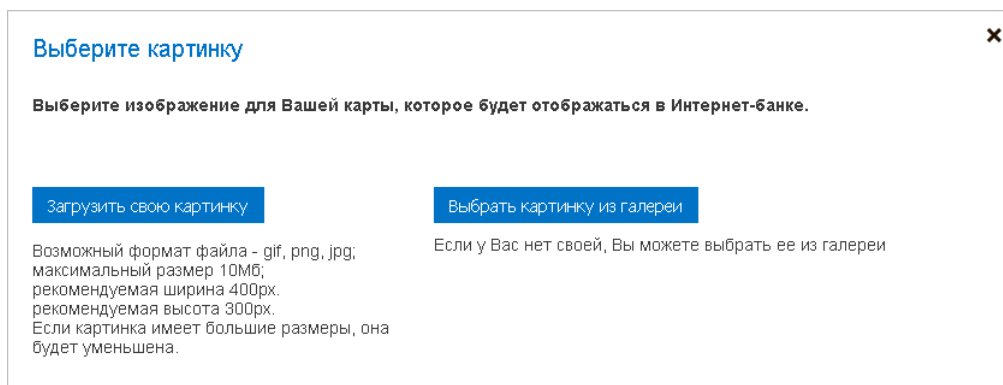 Выберите картинку
Выберите изображение для Вашей карты, которое будет отображаться в Интернет-банке.
Загрузить свою картинку
Возможный формат файла - gif, png, jpg;
максимальный размер 10Мб;
рекомендуемая ширина 400px.
рекомендуемая высота 300px.
Если картинка имеет большие размеры, она
будет уменьшена.
Выбрать картинку из галереи
Если у Вас нет своей, Вы можете выбрать ее из галереи